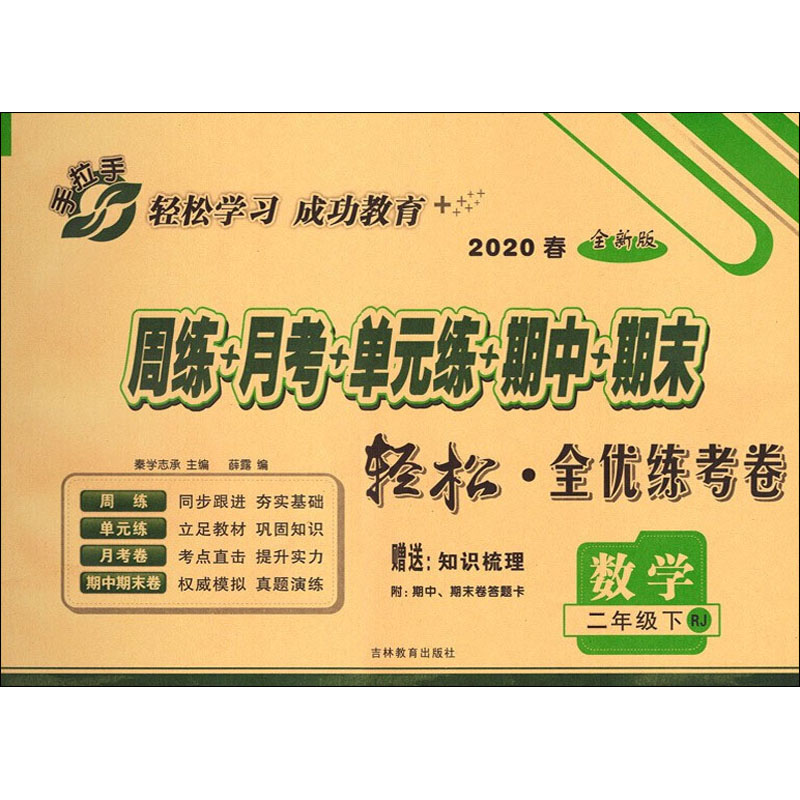 手拉手
轻松学习 成功教育
2020 春 全新版
周练+月考+单元练+期中+期末
轻松·全优练考卷
秦学志承 主编 薛露 编
周 练 同步跟进 夯实基础
单元练 立足教材 巩固知识
月考卷 考点直击 提升实力
期中期末卷 权威模拟 真题演练
赠送:知识梳理
附:期中、期末卷答题卡
数学
二年级下 RJ
吉林教育出版社